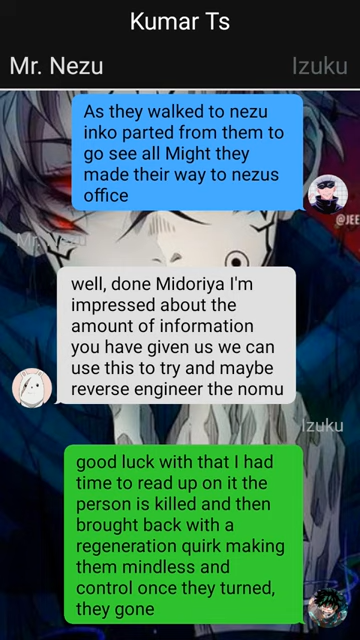 Kumar Ts
Mr. Nezu
Izuku
As they walked to nezu
inko parted from them to
go see all Might they
made their way to nezus
office
@JEE
Mr. Nezu
well, done Midoriya I'm
impressed about the
amount of information
you have given us we can
use this to try and maybe
reverse engineer the nomu
Izuku
good luck with that I had
time to read up on it the
person is killed and then
brought back with a
regeneration quirk making
them mindless and
control once they turned,
they gone